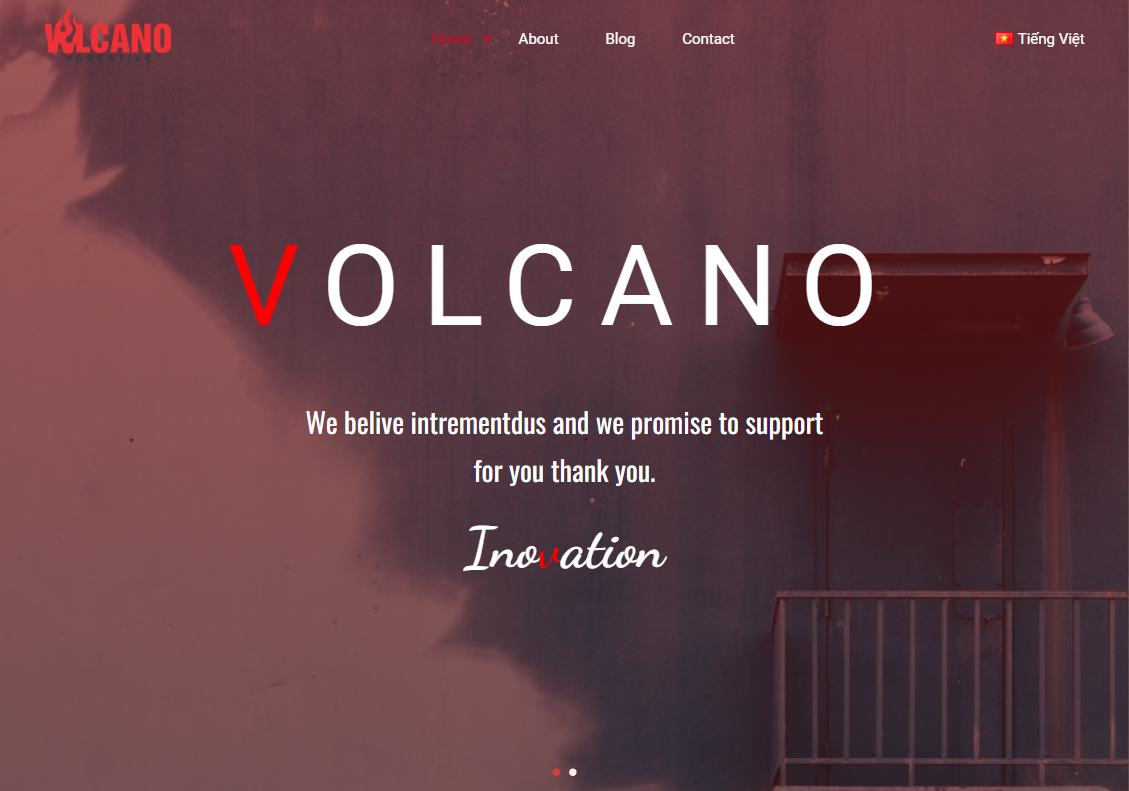 VOLCANO
CREATIVE
Home
About
Blog
Contact
Tiếng Việt
VOLCANO
We belive intrementdus and we promise to support
for you thank you.
Inovation